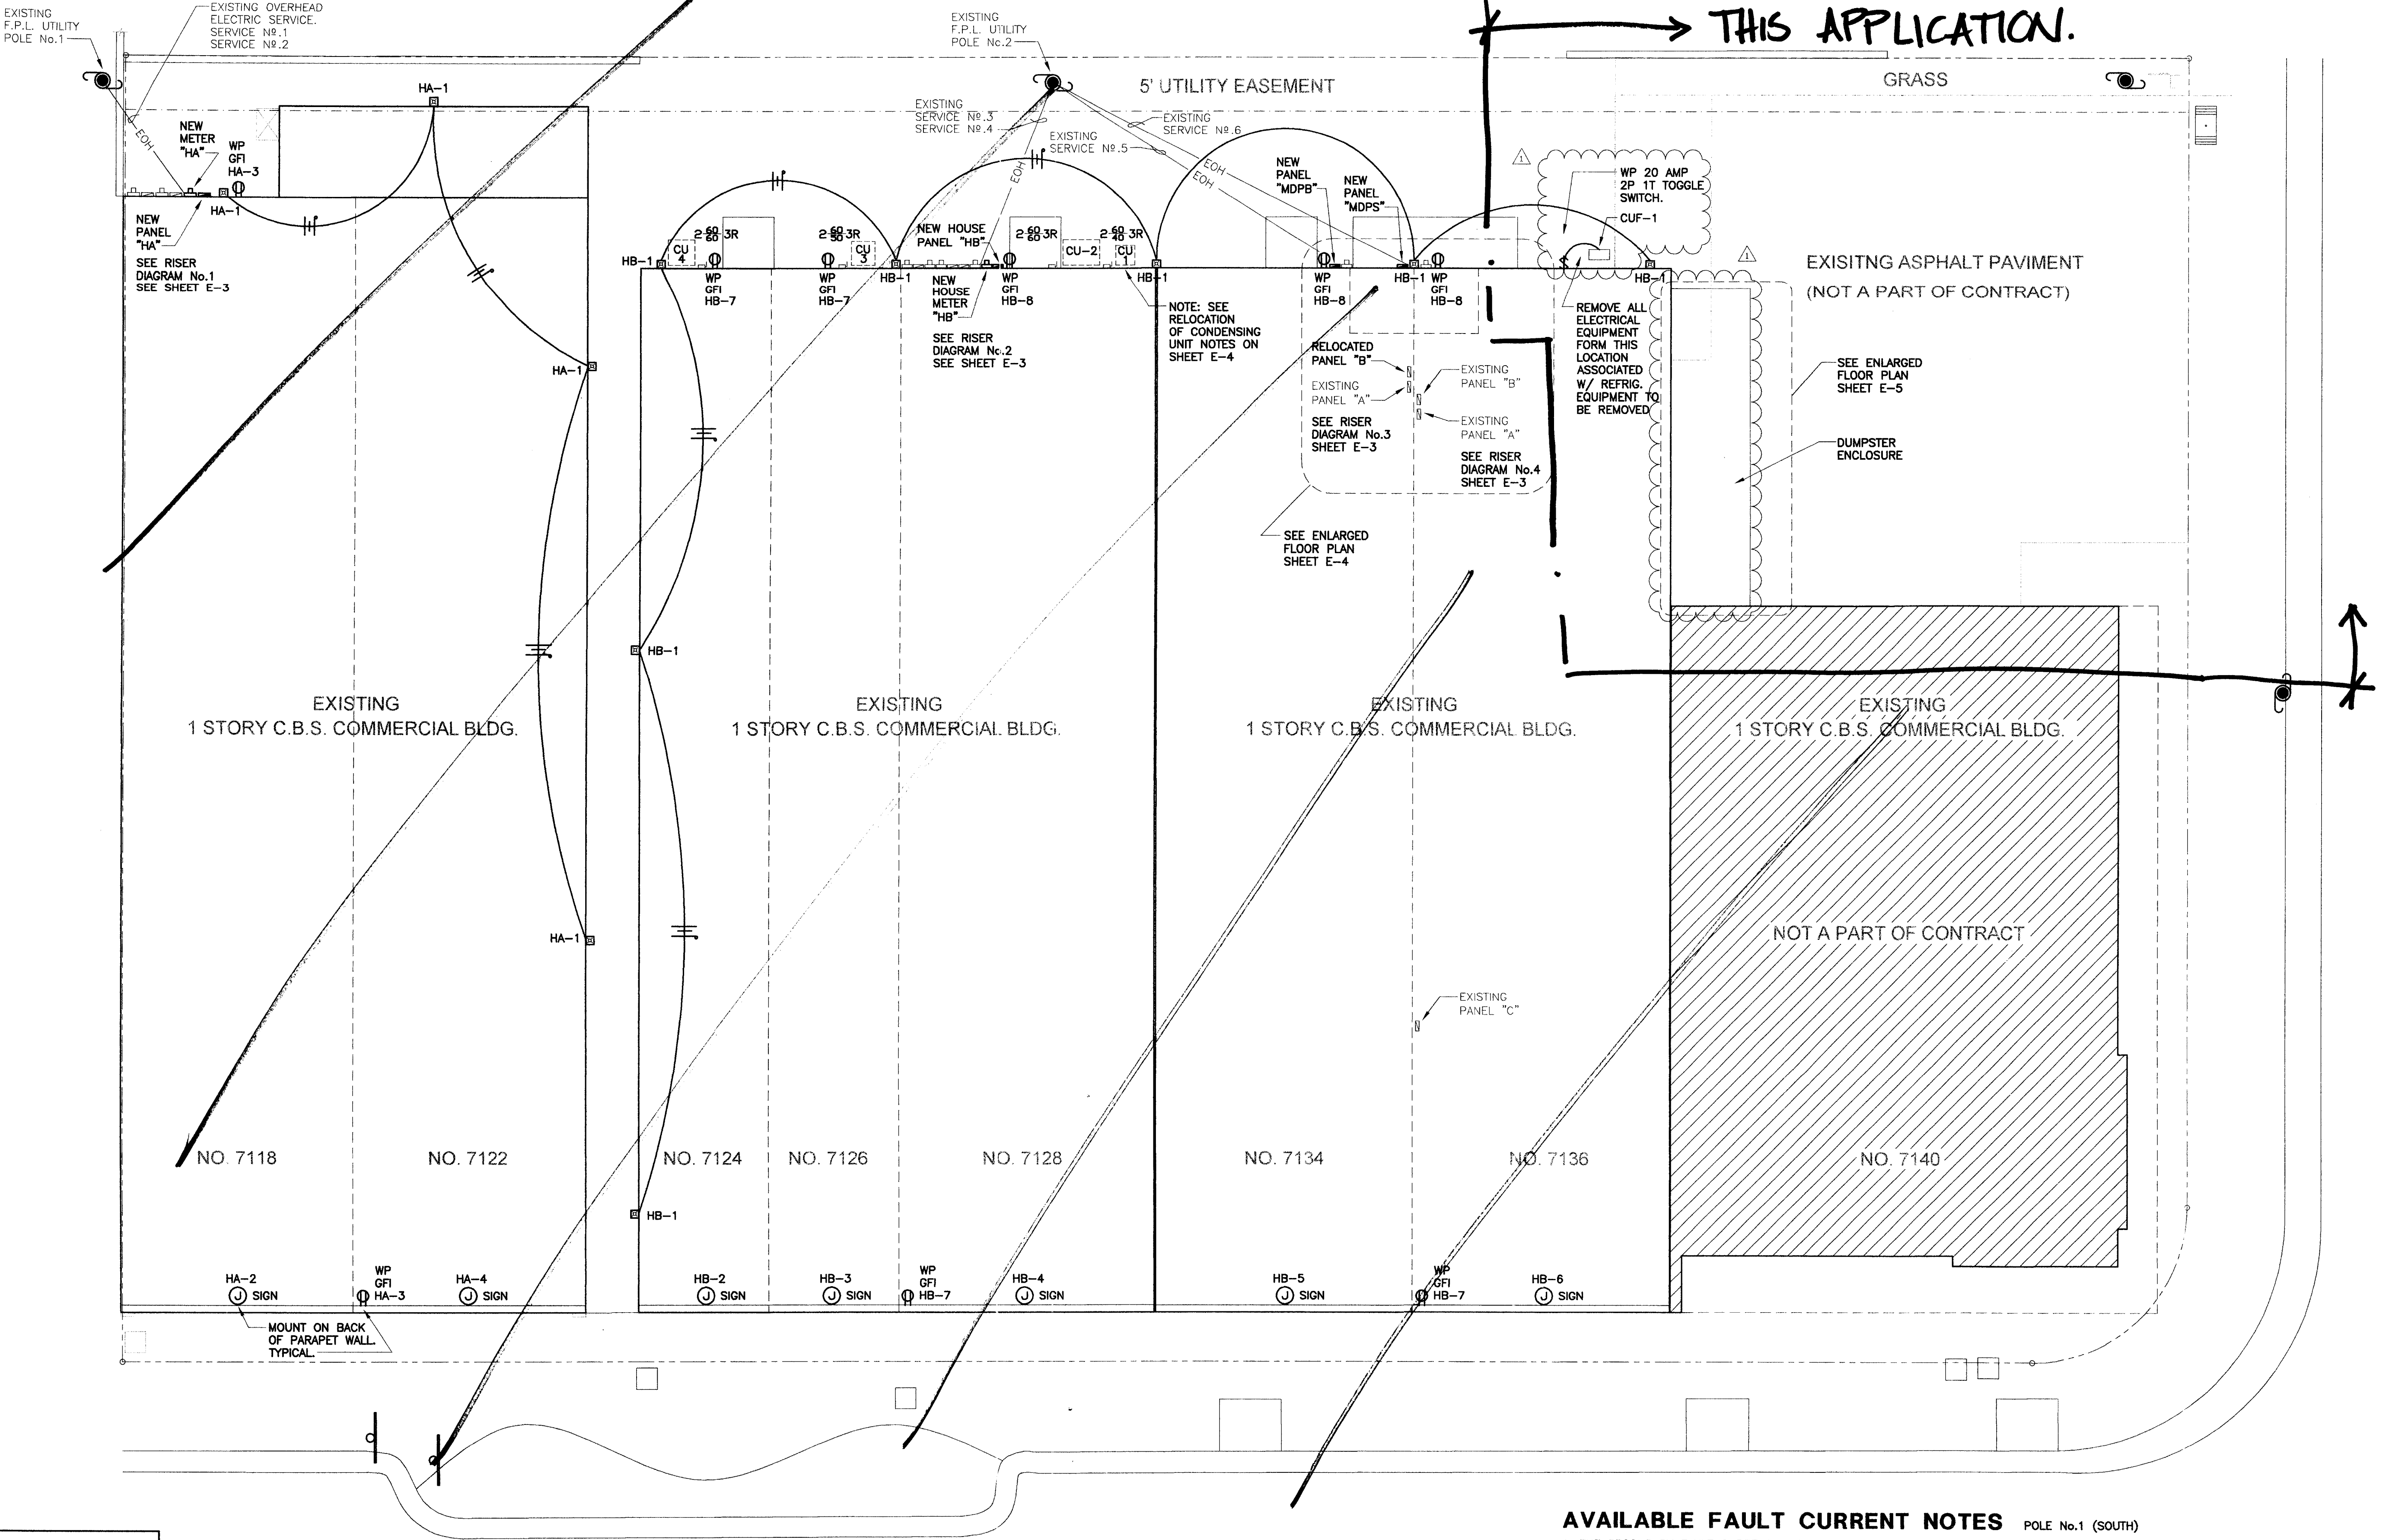 EXISTING
F.P.L. UTILITY
POLE No.1
EXISTING OVERHEAD
ELECTRIC SERVICE.
SERVICE Nº.1
SERVICE Nº.2
EXISTING
F.P.L. UTILITY
POLE No.2
THIS APPLICATION.
5' UTILITY EASEMENT
GRASS
HA-1
EOH
NEW
METER
"HA"
WP
GFI
HA-3
HA-1
NEW
PANEL
"HA"
SEE RISER
DIAGRAM No.1
SEE SHEET E-3
EXISTING
SERVICE Nº.3
SERVICE Nº.4
EXISTING
SERVICE Nº.6
EXISTING
SERVICE Nº.5
EOH
EOH
EOH
NEW
PANEL
"MDPB"
NEW
PANEL
"MDPS"
1
WP 20 AMP
2P 1T TOGGLE
SWITCH.
CUF-1
1
EXISITNG ASPHALT PAVIMENT
(NOT A PART OF CONTRACT)
HB-1
CU
4
WP
GFI
HB-7
CU
3
WP
GFI
HB-7
HB-1
NEW HOUSE
PANEL "HB"
NEW
HOUSE
METER
"HB"
WP
GFI
HB-8
SEE RISER
DIAGRAM No.2
SEE SHEET E-3
CU-2
CU
1
HB-1
NOTE: SEE
RELOCATION
OF CONDENSING
UNIT NOTES ON
SHEET E-4
WP
GFI
HB-8
HB-1
WP
GFI
HB-8
HB-1
REMOVE ALL
ELECTRICAL
EQUIPMENT
FORM THIS
LOCATION
ASSOCIATED
W/ REFRIG.
EQUIPMENT TO
BE REMOVED
SEE ENLARGED
FLOOR PLAN
SHEET E-5
DUMPSTER
ENCLOSURE
RELOCATED
PANEL "B"
EXISTING
PANEL "A"
SEE RISER
DIAGRAM No.3
SHEET E-3
EXISTING
PANEL "B"
EXISTING
PANEL "A"
SEE RISER
DIAGRAM No.4
SHEET E-3
SEE ENLARGED
FLOOR PLAN
SHEET E-4
HA-1
HB-1
EXISTING
1 STORY C.B.S. COMMERCIAL BLDG.
EXISTING
1 STORY C.B.S. COMMERCIAL BLDG.
EXISTING
1 STORY C.B.S. COMMERCIAL BLDG.
EXISTING
1 STORY C.B.S. COMMERCIAL BLDG.
HA-1
NOT A PART OF CONTRACT
EXISTING
PANEL "C"
NO. 7118
NO. 7122
NO. 7124
NO. 7126
NO. 7128
NO. 7134
NO. 7136
NO. 7140
HB-1
HA-2
J SIGN
WP
GFI
HA-3
HA-4
J SIGN
HB-2
J SIGN
HB-3
J SIGN
WP
GFI
HB-7
HB-4
J SIGN
HB-5
J SIGN
WP
GFI
HB-7
HB-6
J SIGN
MOUNT ON BACK
OF PARAPET WALL.
TYPICAL.
AVAILABLE FAULT CURRENT NOTES POLE No.1 (SOUTH)